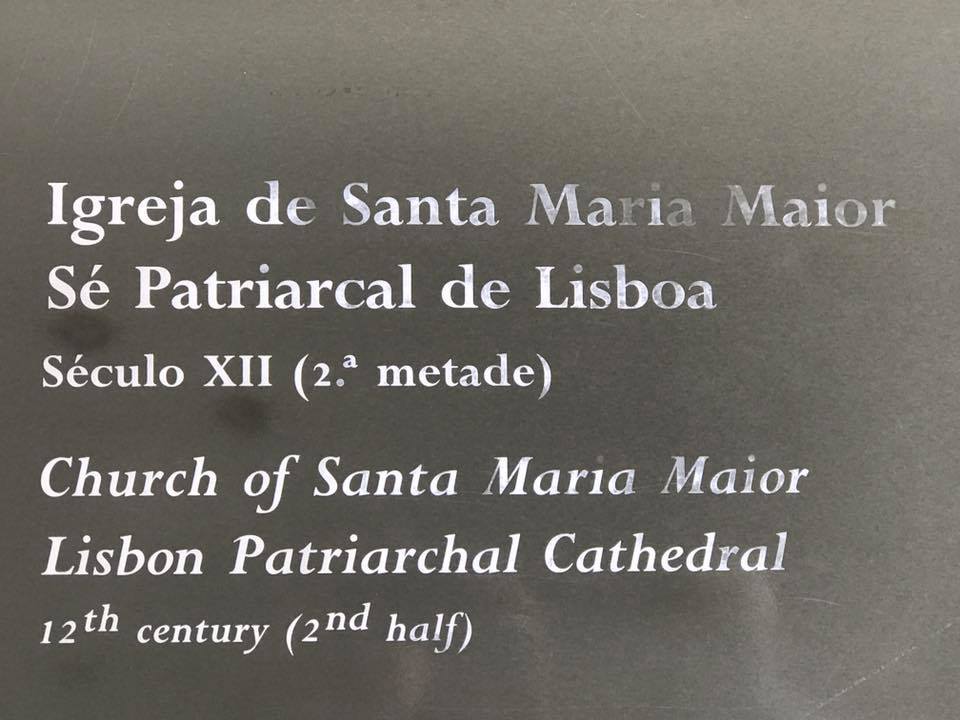 Igreja de Santa Maria Maior
Sé Patriarcal de Lisboa
Século XII (2.ª metade)
Church of Santa Maria Maior
Lisbon Patriarchal Cathedral
12th century (2nd half)